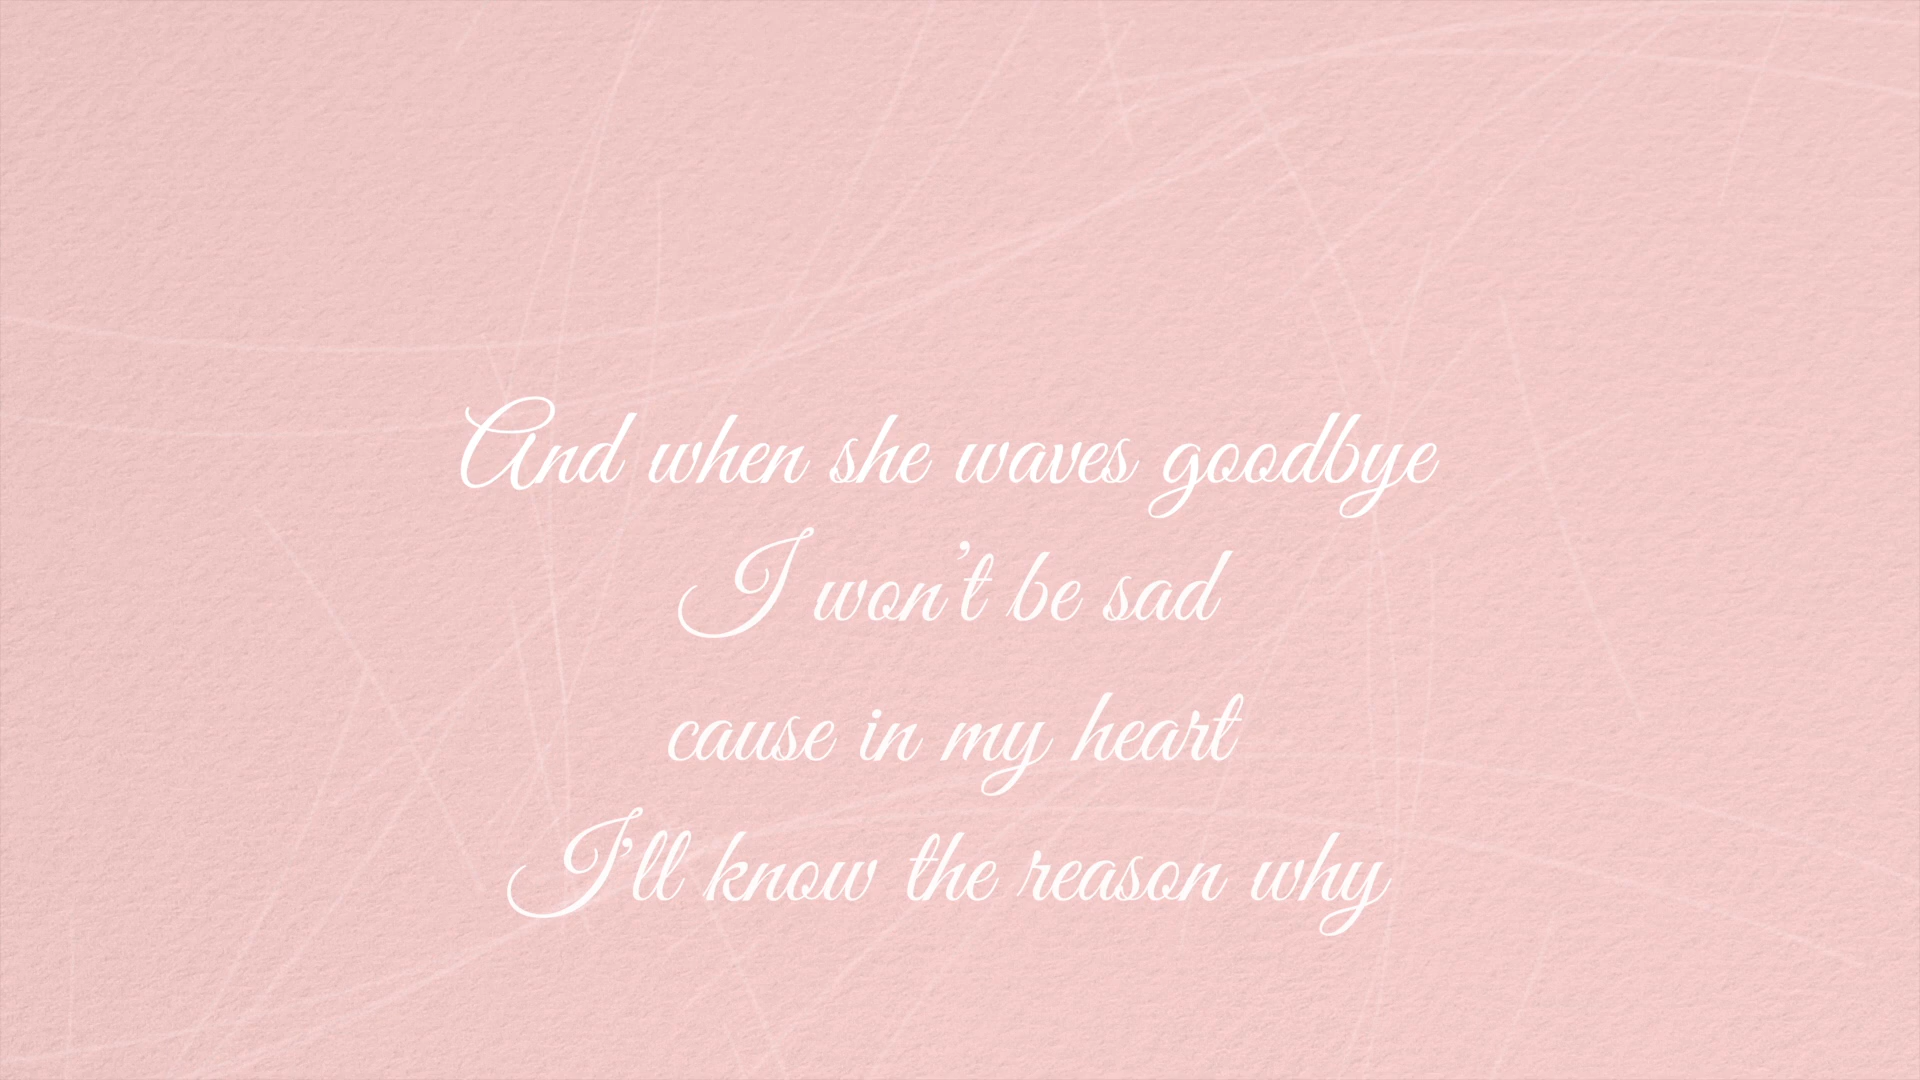 And when she waves goodbye
I won't be sad
cause in my heart
I'll know the reason why